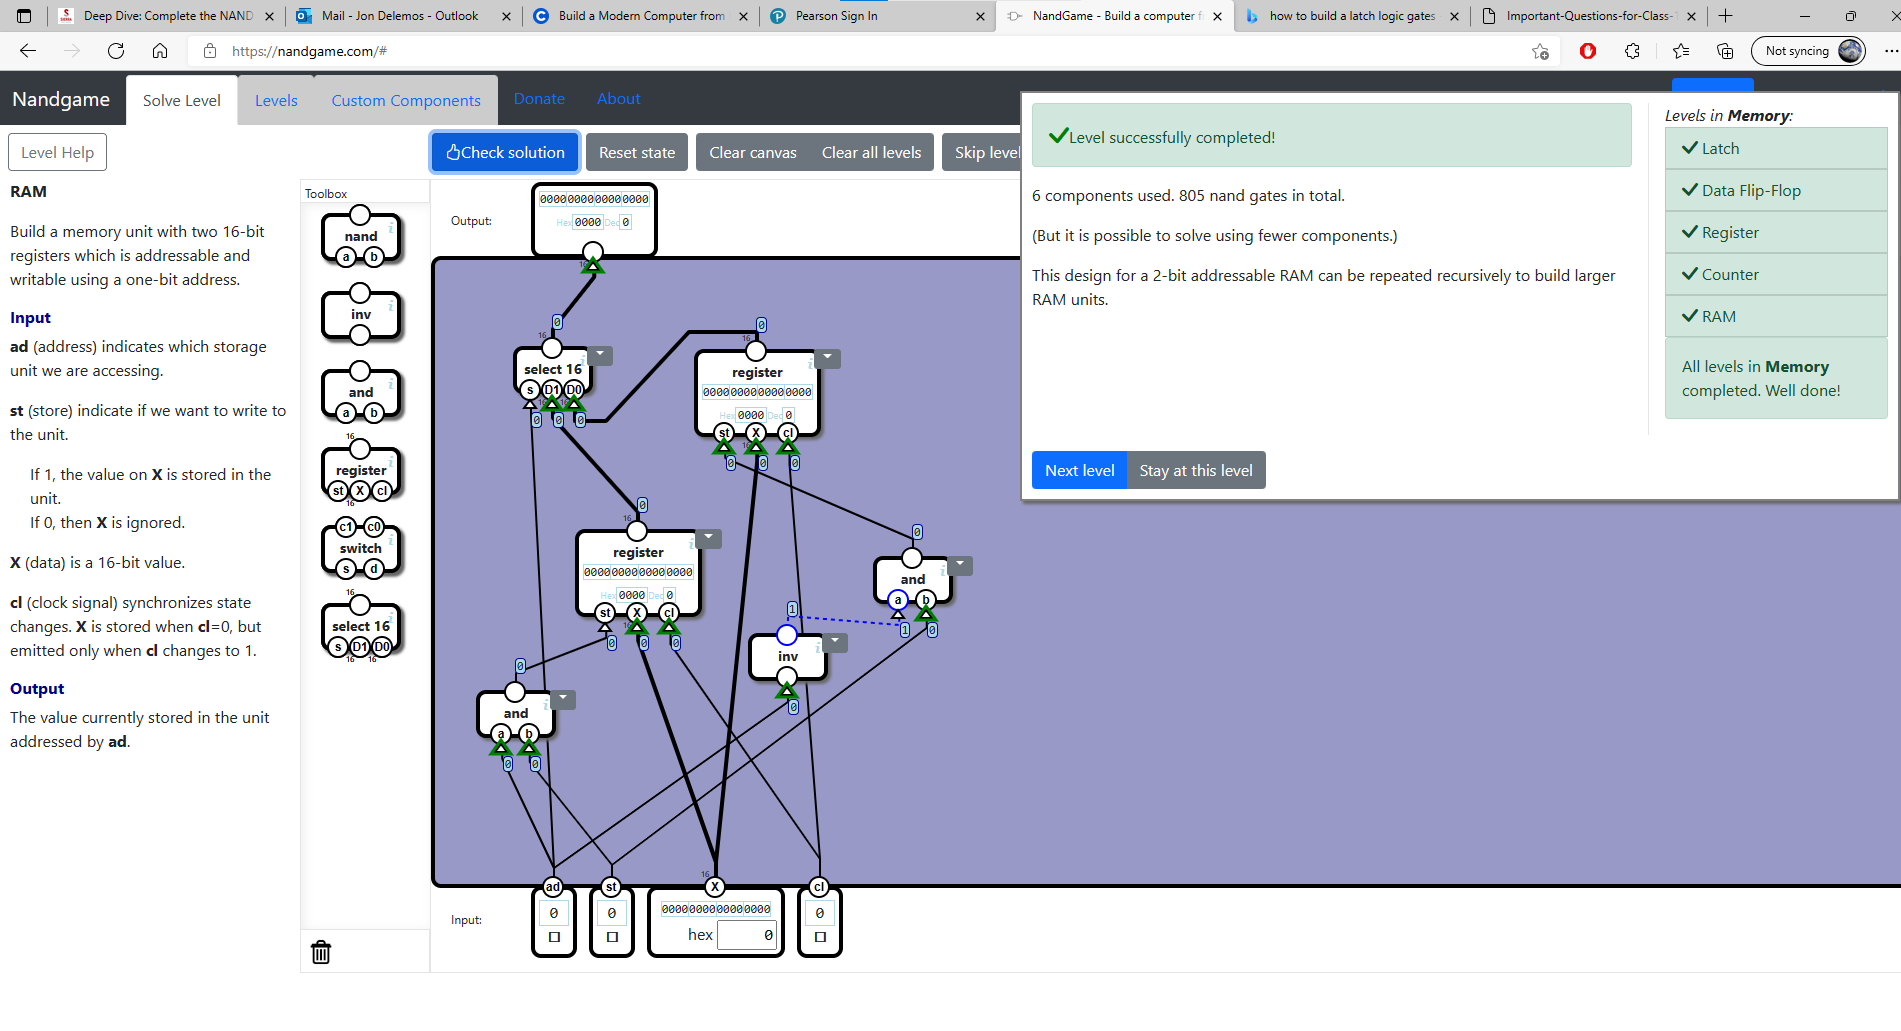 Deep Dive: Complete the NAND
Mail - Jon Delemos - Outlook
Build a Modern Computer from
Pearson Sign In
NandGame - Build a computer f
how to build a latch logic gates
Important-Questions-for-Class-
https://nandgame.com/#
Not syncing
Nandgame
Solve Level
Levels
Custom Components
Donate
About
Level Help
Check solution
Reset state
Clear canvas
Clear all levels
Skip level
RAM
Build a memory unit with two 16-bit
registers which is addressable and
writable using a one-bit address.
Input
ad (address) indicates which storage
unit we are accessing.
st (store) indicate if we want to write to
the unit.
If 1, the value on X is stored in the
unit.
If 0, then X is ignored.
X (data) is a 16-bit value.
cl (clock signal) synchronizes state
changes. X is stored when cl=0, but
emitted only when cl changes to 1.
Output
The value currently stored in the unit
addressed by ad.
Toolbox
nand
a b
inv
and
a b
16
register
st X cl
16
c1 c0
switch
s d
16
select 16
s D1 D0
16 16
Output:
0000000000000000
Hex 0000 Dec 0
16
0
16
select 16
s D1 D0
16 16
0 0 0
0
16
register
0000000000000000
Hex 0000 Dec 0
st X cl
16
0 0 0
0
16
register
0000000000000000
Hex 0000 Dec 0
st X cl
16
0 0 0
0
and
a b
1 0
1
inv
0
0
and
a b
0 0
Input:
ad
0
st
0
16
X
0000000000000000
hex 0
cl
0
Level successfully completed!
6 components used. 805 nand gates in total.
(But it is possible to solve using fewer components.)
This design for a 2-bit addressable RAM can be repeated recursively to build larger
RAM units.
Next level
Stay at this level
Levels in Memory:
Latch
Data Flip-Flop
Register
Counter
RAM
All levels in Memory
completed. Well done!